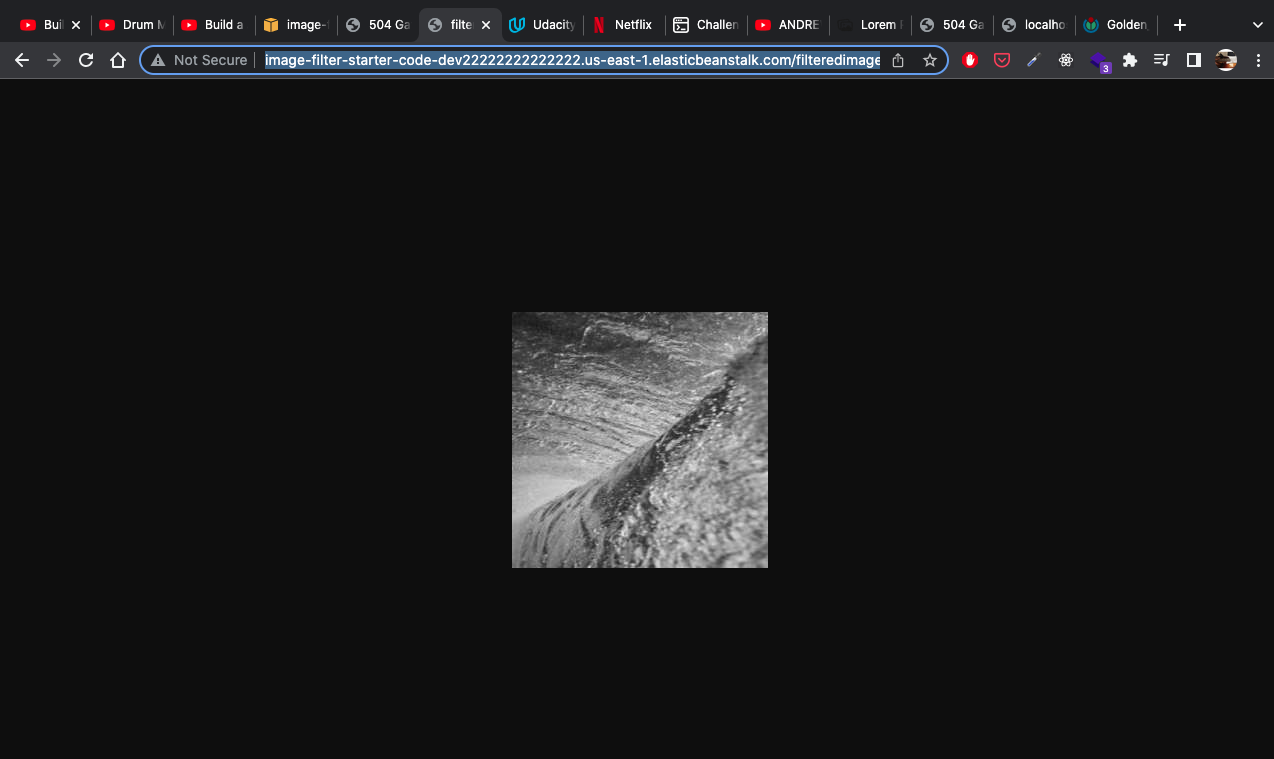 Bui Drum M Build a image- 504 Ga filte Udacity Netflix Challen ANDRE Lorem 504 Ga localho Golden
Not Secure image-filter-starter-code-dev22222222222222.us-east-1.elasticbeanstalk.com/filteredimage
3